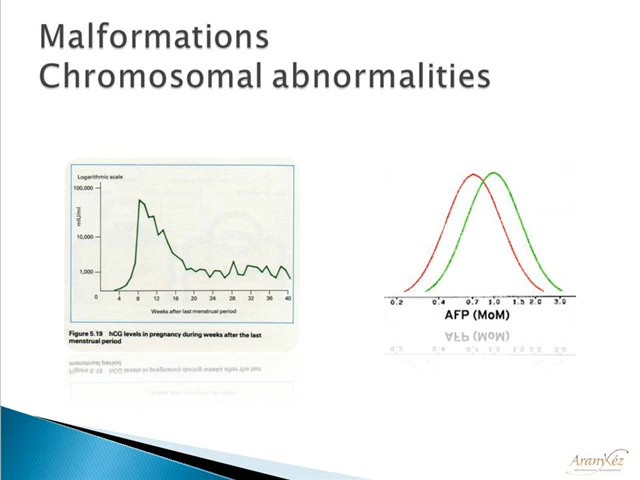 Malformations
Chromosomal abnormalities
Logarithmic scale
100,000
mIU/ml
10,000
1,000
0 4 8 12 16 20 24 28 32 36 40
Weeks after last menstrual period
Figure 5.19 hCG levels in pregnancy during weeks after the last
menstrual period
0.2 0.4 0.7 1.0 1.5 2.0 3.0
AFP (MoM)
AranyKéz